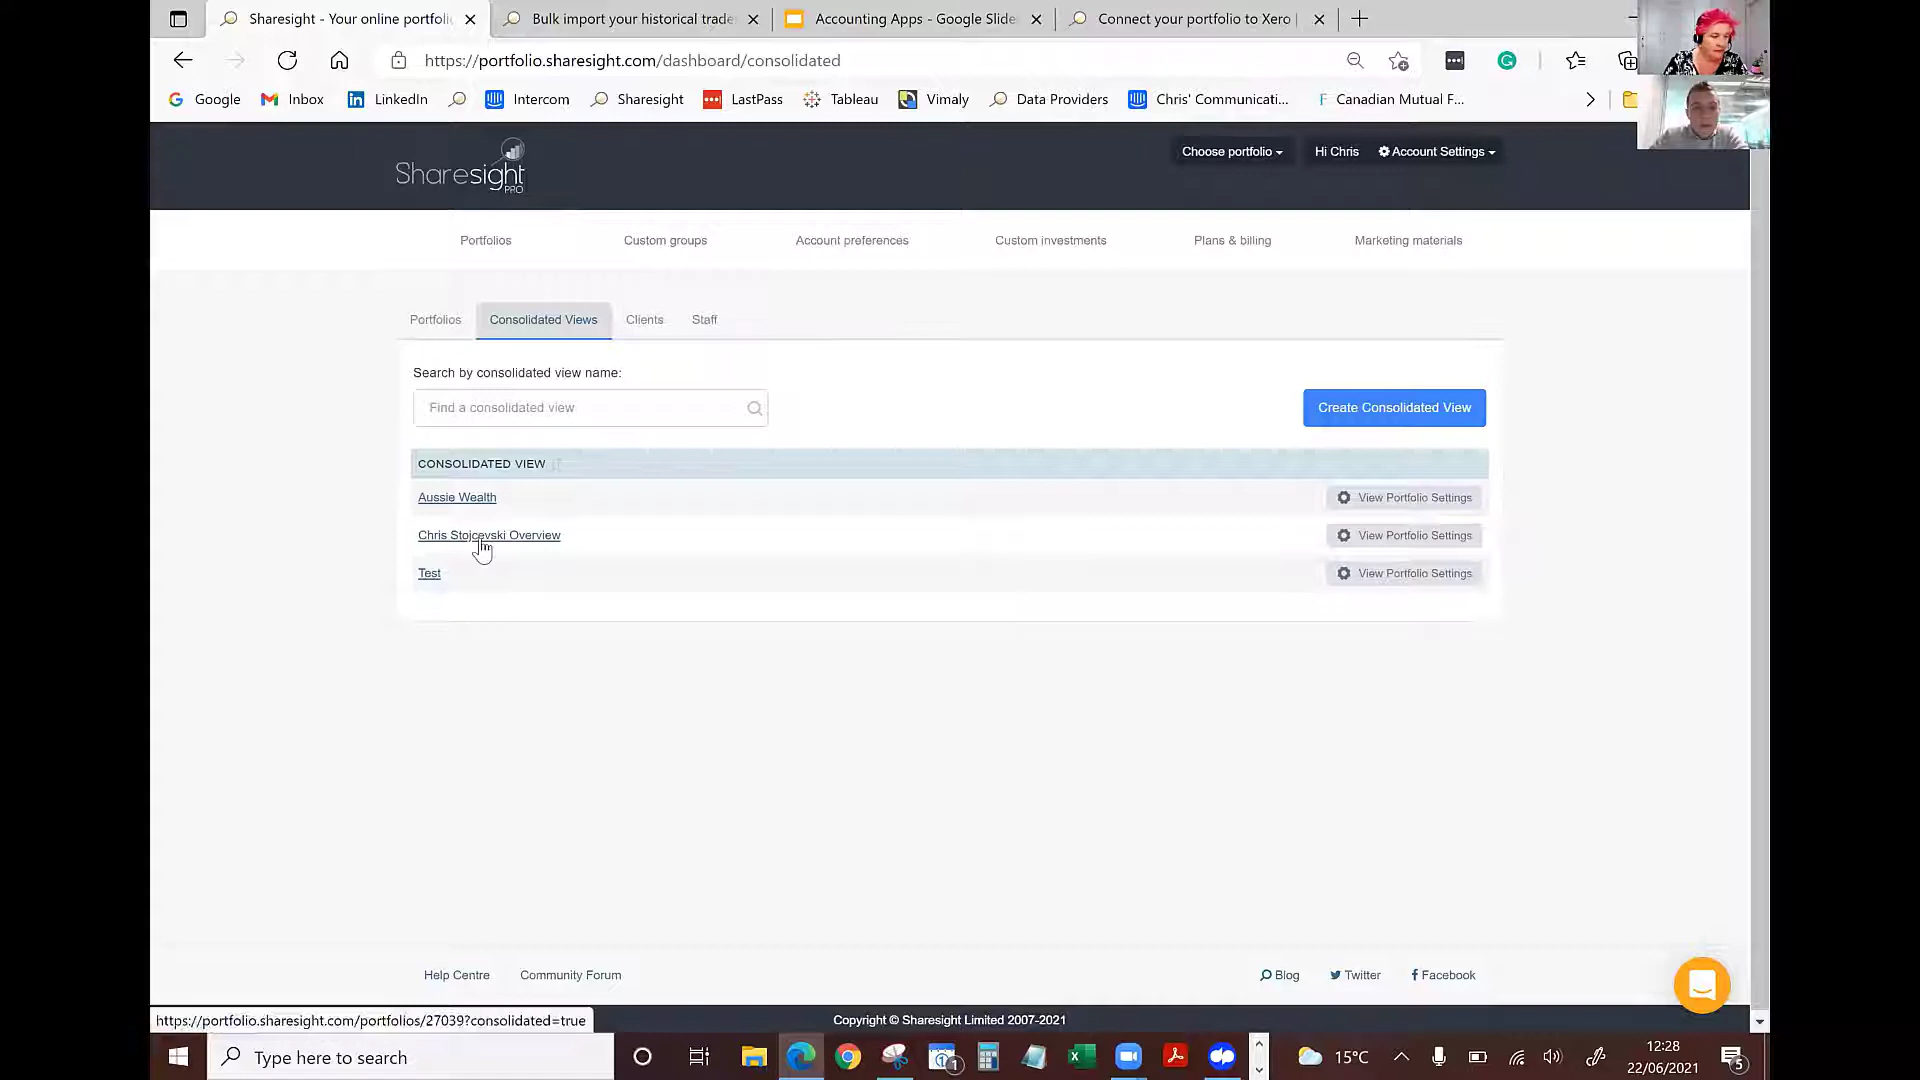 Sharesight - Your online portfoli
Bulk import your historical trade
Accounting Apps - Google Slide
Connect your portfolio to Xero
https://portfolio.sharesight.com/dashboard/consolidated
Google
Inbox
LinkedIn
Intercom
Sharesight
LastPass
Tableau
Vimaly
Data Providers
Chris' Communicati...
Canadian Mutual F...
Sharesight
PRO
Choose portfolio
Hi Chris
Account Settings
Portfolios
Custom groups
Account preferences
Custom investments
Plans & billing
Marketing materials
Portfolios
Consolidated Views
Clients
Staff
Search by consolidated view name:
Find a consolidated view
Create Consolidated View
CONSOLIDATED VIEW
Aussie Wealth
View Portfolio Settings
Chris Stojcevski Overview
View Portfolio Settings
Test
View Portfolio Settings
Help Centre
Community Forum
Blog
Twitter
Facebook
https://portfolio.sharesight.com/portfolios/27039?consolidated=true
Copyright © Sharesight Limited 2007-2021
Type here to search
1
15°C
12:28
22/06/2021
5